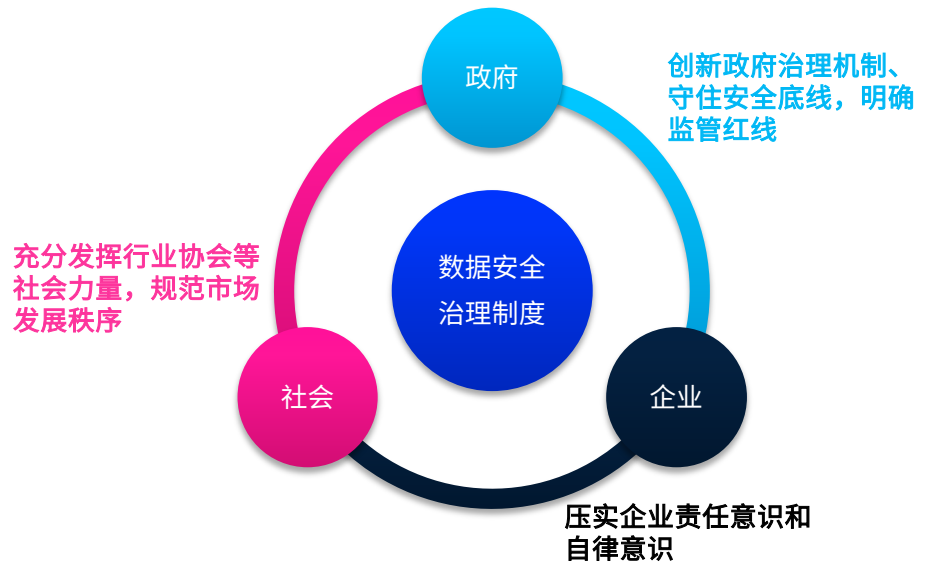 政府
创新政府治理机制、
守住安全底线，明确
监管红线
充分发挥行业协会等
社会力量，规范市场
发展秩序
数据安全
治理制度
社会
企业
压实企业责任意识和
自律意识